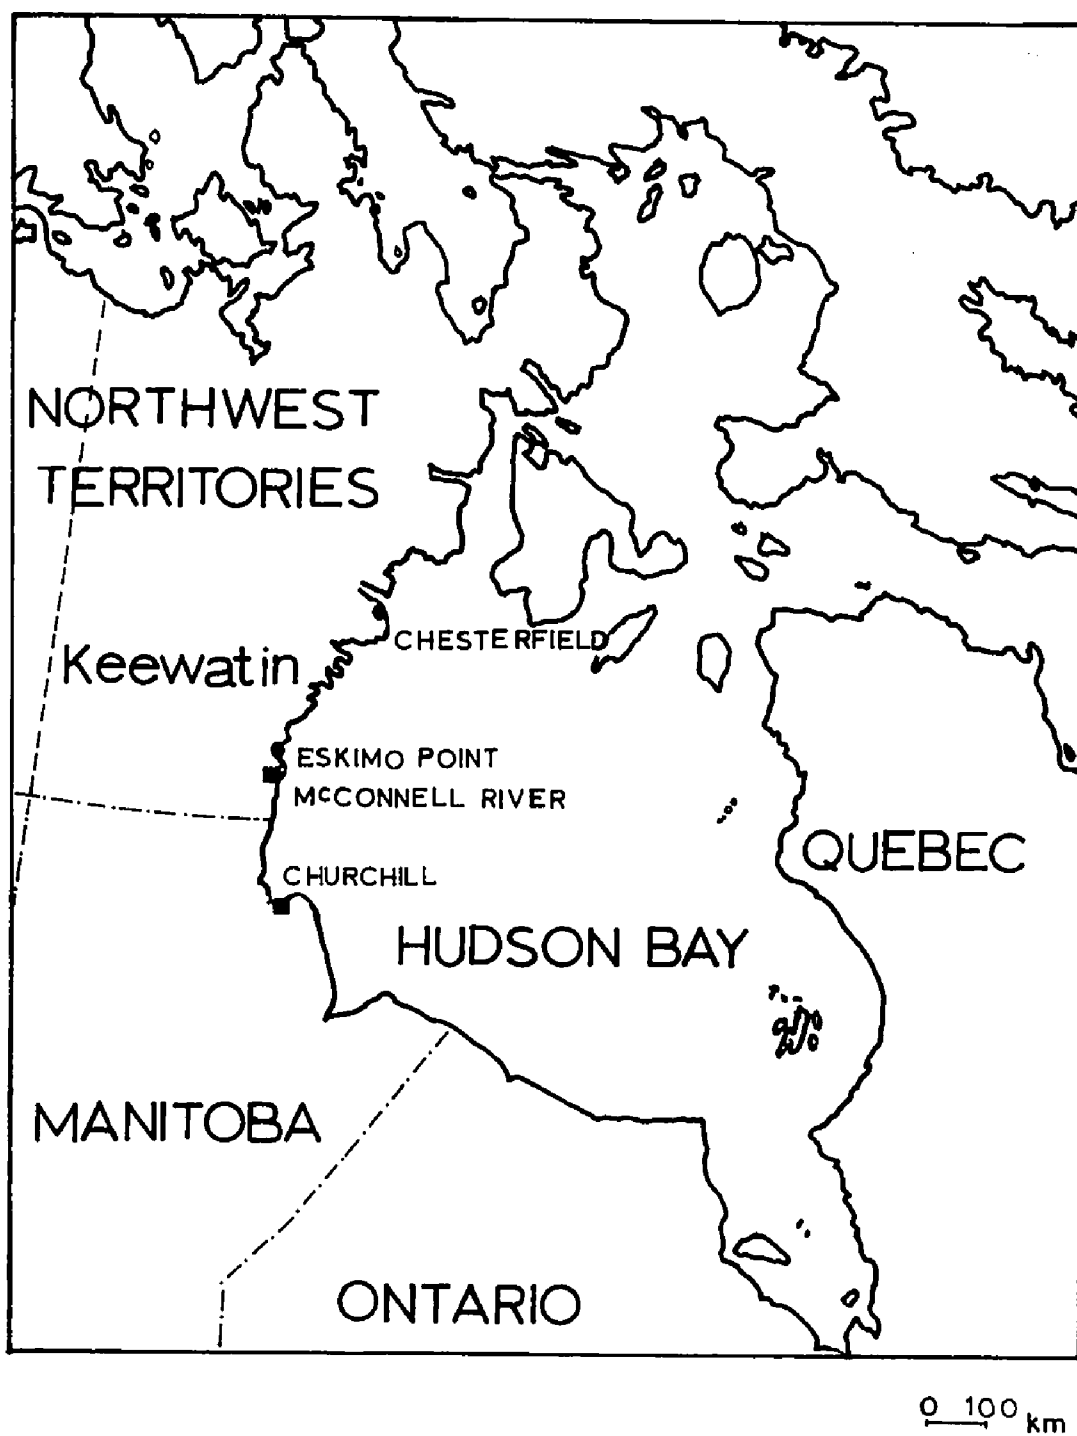 NORTHWEST
TERRITORIES
CHESTERFIELD
Keewatin
ESKIMO POINT
McCONNELL RIVER
QUEBEC
CHURCHILL
HUDSON BAY
MANITOBA
ONTARIO
0 100 km